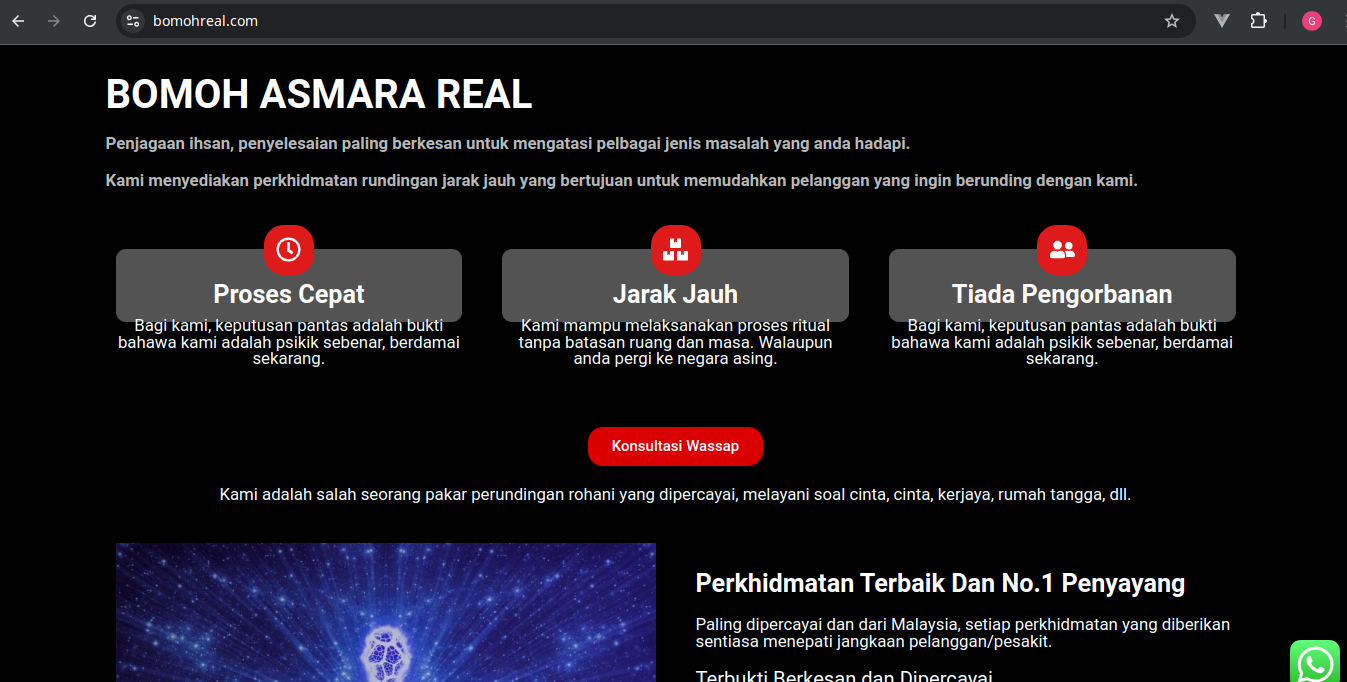 bomohreal.com
G
BOMOH ASMARA REAL
Penjagaan ihsan, penyelesaian paling berkesan untuk mengatasi pelbagai jenis masalah yang anda hadapi.
Kami menyediakan perkhidmatan rundingan jarak jauh yang bertujuan untuk memudahkan pelanggan yang ingin berunding dengan kami.
Proses Cepat
Bagi kami, keputusan pantas adalah bukti
bahawa kami adalah psikik sebenar, berdamai
sekarang.
Jarak Jauh
Kami mampu melaksanakan proses ritual
tanpa batasan ruang dan masa. Walaupun
anda pergi ke negara asing.
Tiada Pengorbanan
Bagi kami, keputusan pantas adalah bukti
bahawa kami adalah psikik sebenar, berdamai
sekarang.
Konsultasi Wassap
Kami adalah salah seorang pakar perundingan rohani yang dipercayai, melayani soal cinta, cinta, kerjaya, rumah tangga, dll.
Perkhidmatan Terbaik Dan No.1 Penyayang
Paling dipercayai dan dari Malaysia, setiap perkhidmatan yang diberikan
sentiasa menepati jangkaan pelanggan/pesakit.
Terbukti Berkesan dan Dipercayai